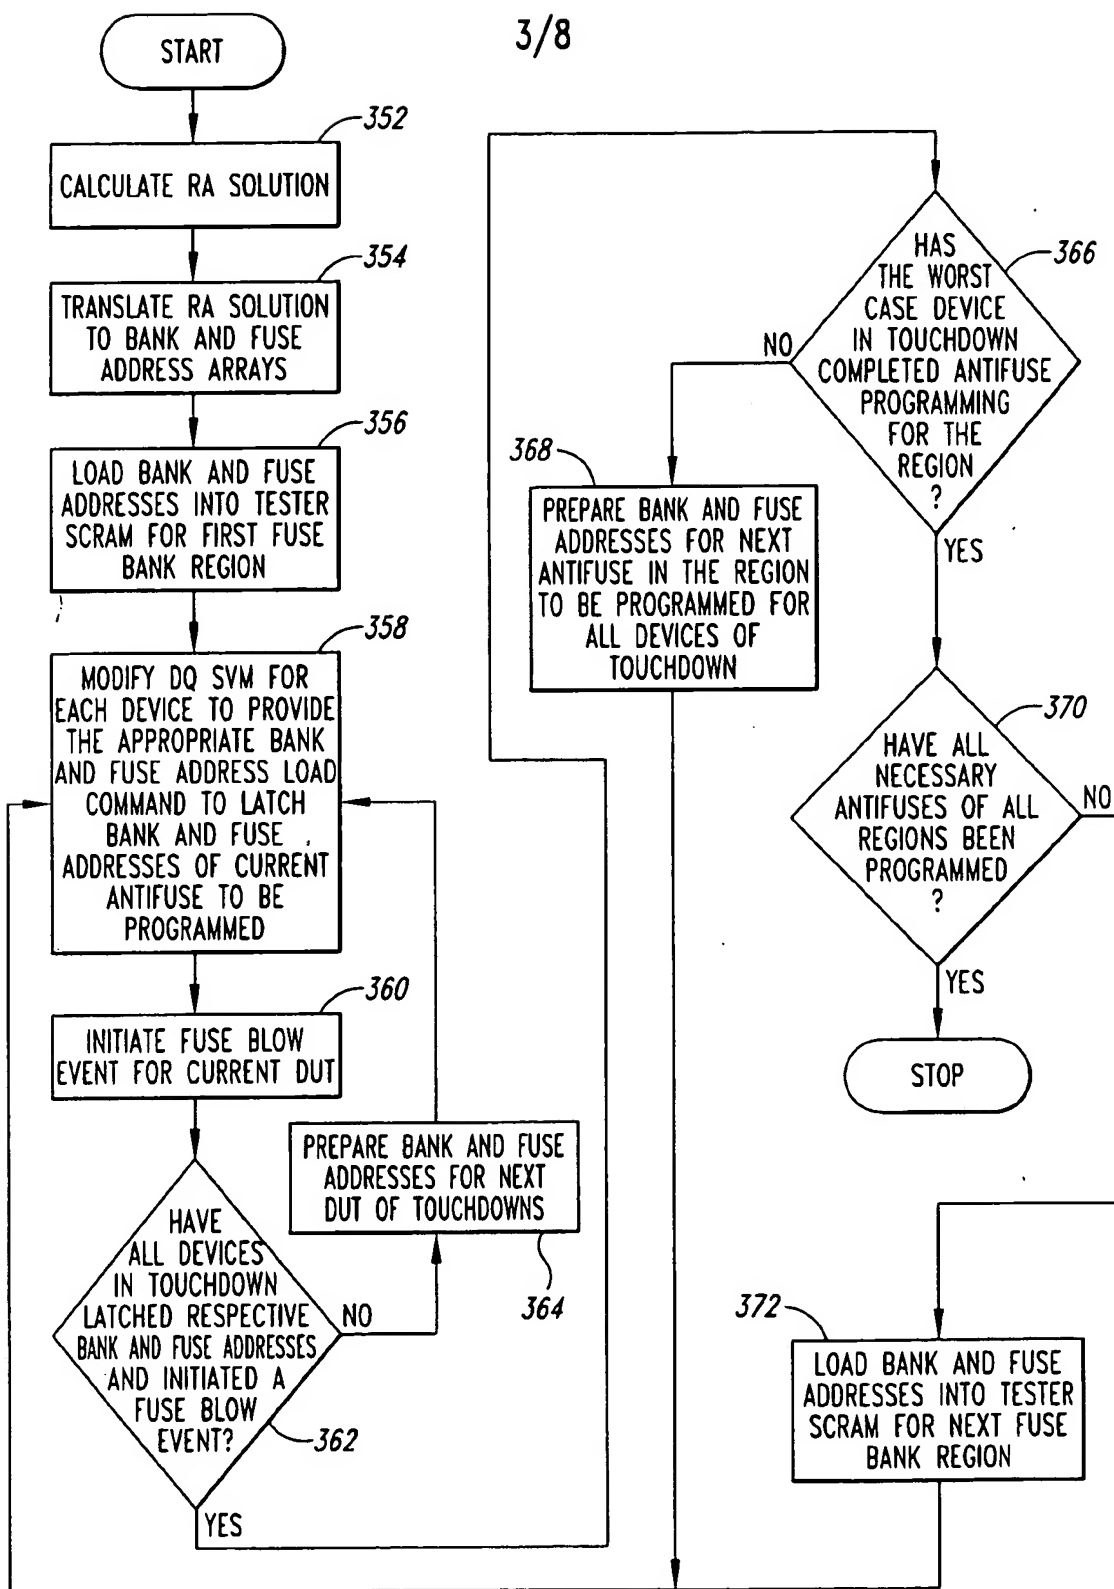 3/8
START
352
CALCULATE RA SOLUTION
354
TRANSLATE RA SOLUTION
TO BANK AND FUSE
ADDRESS ARRAYS
356
LOAD BANK AND FUSE
ADDRESSES INTO TESTER
SCRAM FOR FIRST FUSE
BANK REGION
358
MODIFY DQ SVM FOR
EACH DEVICE TO PROVIDE
THE APPROPRIATE BANK
AND FUSE ADDRESS LOAD
COMMAND TO LATCH
BANK AND FUSE
ADDRESSES OF CURRENT
ANTIFUSE TO BE
PROGRAMMED
360
INITIATE FUSE BLOW
EVENT FOR CURRENT DUT
HAVE
ALL DEVICES
IN TOUCHDOWN
LATCHED RESPECTIVE
BANK AND FUSE ADDRESSES
AND INITIATED A
FUSE BLOW
EVENT?
362
NO
YES
PREPARE BANK AND FUSE
ADDRESSES FOR NEXT
DUT OF TOUCHDOWNS
364
HAS
THE WORST
CASE DEVICE
IN TOUCHDOWN
COMPLETED ANTIFUSE
PROGRAMMING
FOR THE
REGION
?
366
NO
YES
368
PREPARE BANK AND FUSE
ADDRESSES FOR NEXT
ANTIFUSE IN THE REGION
TO BE PROGRAMMED FOR
ALL DEVICES OF
TOUCHDOWN
370
HAVE ALL
NECESSARY
ANTIFUSES OF ALL
REGIONS BEEN
PROGRAMMED
?
NO
YES
STOP
372
LOAD BANK AND FUSE
ADDRESSES INTO TESTER
SCRAM FOR NEXT FUSE
BANK REGION